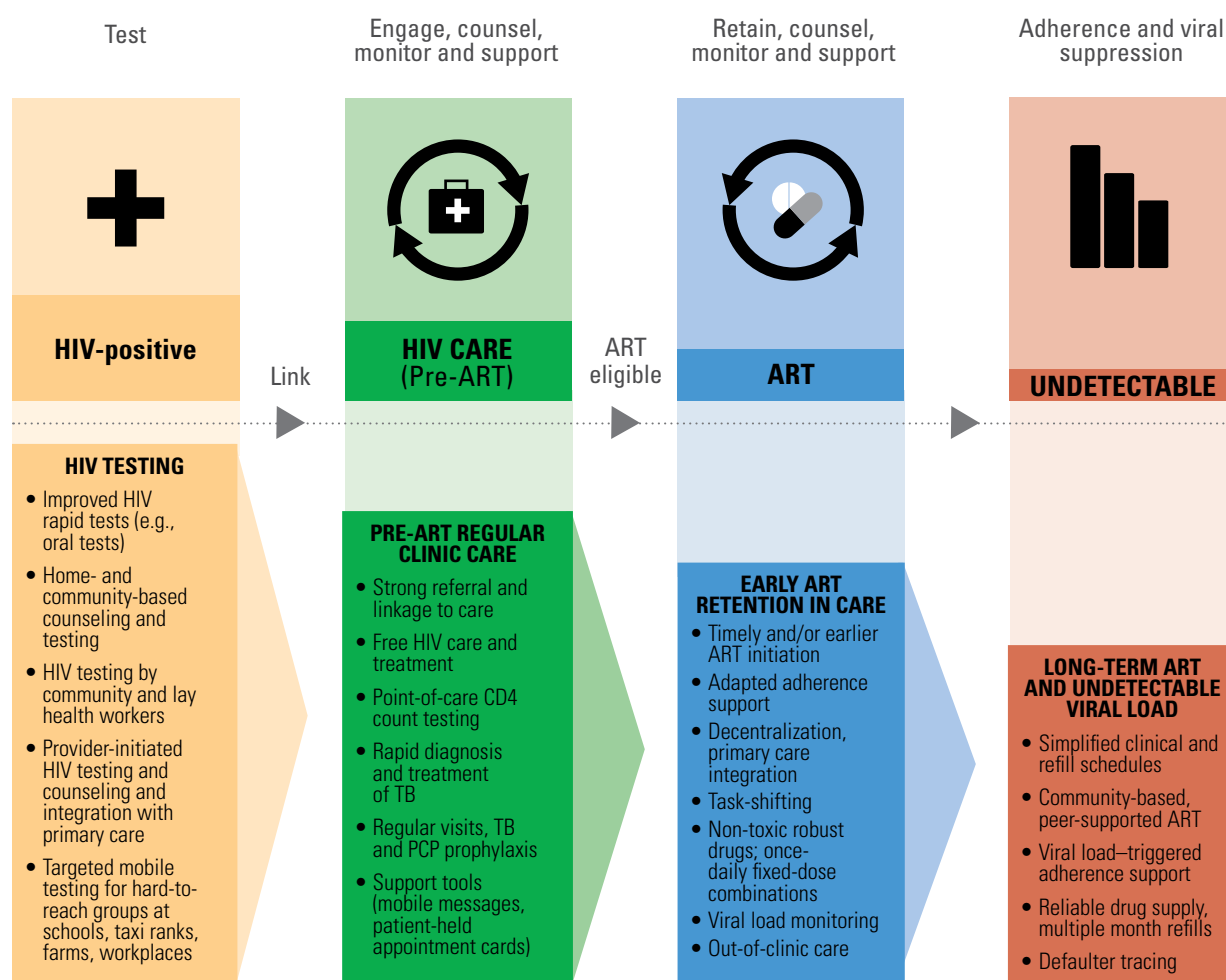 Test
Engage, counsel,
monitor and support
Retain, counsel,
monitor and support
Adherence and viral
suppression
HIV-positive
Link
HIV CARE
(Pre-ART)
ART
eligible
ART
UNDETECTABLE
HIV TESTING
• Improved HIV
rapid tests (e.g.,
oral tests)
• Home- and
community-based
counseling and
testing
• HIV testing by
community and lay
health workers
• Provider-initiated
HIV testing and
counseling and
integration with
primary care
• Targeted mobile
testing for hard-to-
reach groups at
schools, taxi ranks,
farms, workplaces
PRE-ART REGULAR
CLINIC CARE
• Strong referral and
linkage to care
• Free HIV care and
treatment
• Point-of-care CD4
count testing
• Rapid diagnosis
and treatment
of TB
• Regular visits, TB
and PCP prophylaxis
• Support tools
(mobile messages,
patient-held
appointment cards)
EARLY ART
RETENTION IN CARE
• Timely and/or earlier
ART initiation
• Adapted adherence
support
• Decentralization,
primary care
integration
• Task-shifting
• Non-toxic robust
drugs; once-
daily fixed-dose
combinations
• Viral load monitoring
• Out-of-clinic care
LONG-TERM ART
AND UNDETECTABLE
VIRAL LOAD
• Simplified clinical and
refill schedules
• Community-based,
peer-supported ART
• Viral load–triggered
adherence support
• Reliable drug supply,
multiple month refills
• Defaulter tracing